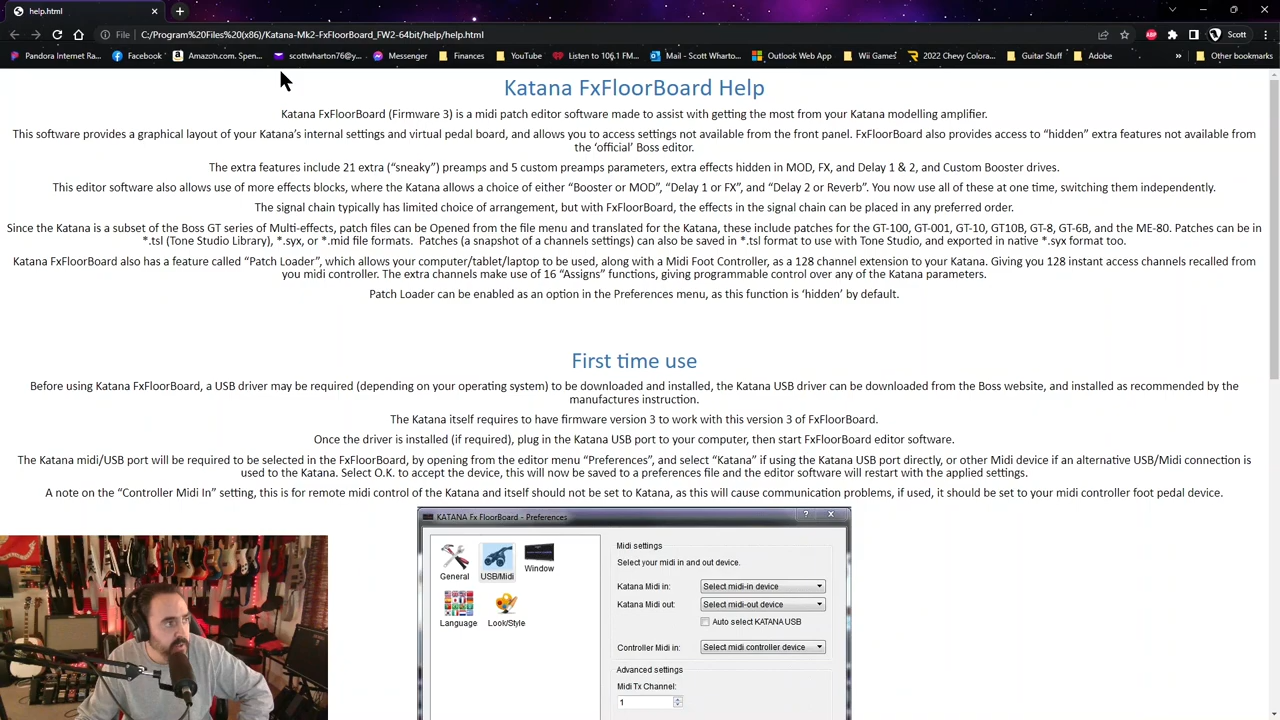 help.html
File
C:/Program%20Files%20(x86)/Katana-Mk2-FxFloorBoard_FW2-64bit/help/help.html
ABP
Scott
Pandora Internet Ra...
Facebook
Amazon.com. Spen...
scottwharton76@y...
Messenger
Finances
YouTube
Listen to 106.1 FM...
Mail - Scott Wharto...
Outlook Web App
Wii Games
2022 Chevy Colora...
Guitar Stuff
Adobe
»
Other bookmarks
Katana FxFloorBoard Help
Katana FxFloorBoard (Firmware 3) is a midi patch editor software made to assist with getting the most from your Katana modelling amplifier.
This software provides a graphical layout of your Katana's internal settings and virtual pedal board, and allows you to access settings not available from the front panel. FxFloorBoard also provides access to “hidden” extra features not available from
the ‘official’ Boss editor.
The extra features include 21 extra (“sneaky”) preamps and 5 custom preamps parameters, extra effects hidden in MOD, FX, and Delay 1 & 2, and Custom Booster drives.
This editor software also allows use of more effects blocks, where the Katana allows a choice of either “Booster or MOD”, “Delay 1 or FX”, and “Delay 2 or Reverb”. You now use all of these at one time, switching them independently.
The signal chain typically has limited choice of arrangement, but with FxFloorBoard, the effects in the signal chain can be placed in any preferred order.
Since the Katana is a subset of the Boss GT series of Multi-effects, patch files can be Opened from the file menu and translated for the Katana, these include patches for the GT-100, GT-001, GT-10, GT10B, GT-8, GT-6B, and the ME-80. Patches can be in
*.tsl (Tone Studio Library), *.syx, or *.mid file formats.  Patches (a snapshot of a channels settings) can also be saved in *.tsl format to use with Tone Studio, and exported in native *.syx format too.
Katana FxFloorBoard also has a feature called “Patch Loader”, which allows your computer/tablet/laptop to be used, along with a Midi Foot Controller, as a 128 channel extension to your Katana. Giving you 128 instant access channels recalled from
you midi controller. The extra channels make use of 16 “Assigns” functions, giving programmable control over any of the Katana parameters.
Patch Loader can be enabled as an option in the Preferences menu, as this function is ‘hidden’ by default.
First time use
Before using Katana FxFloorBoard, a USB driver may be required (depending on your operating system) to be downloaded and installed, the Katana USB driver can be downloaded from the Boss website, and installed as recommended by the
manufactures instruction.
The Katana itself requires to have firmware version 3 to work with this version 3 of FxFloorBoard.
Once the driver is installed (if required), plug in the Katana USB port to your computer, then start FxFloorBoard editor software.
The Katana midi/USB port will be required to be selected in the FxFloorBoard, by opening from the editor menu “Preferences”, and select “Katana” if using the Katana USB port directly, or other Midi device if an alternative USB/Midi connection is
used to the Katana. Select O.K. to accept the device, this will now be saved to a preferences file and the editor software will restart with the applied settings.
A note on the “Controller Midi In” setting, this is for remote midi control of the Katana and itself should not be set to Katana, as this will cause communication problems, if used, it should be set to your midi controller foot pedal device.
KATANA Fx FloorBoard - Preferences
General
USB/Midi
Window
Language
Look/Style
Midi settings
Select your midi in and out device.
Katana Midi in:
Select midi-in device
Katana Midi out:
Select midi-out device
Auto select KATANA USB
Controller Midi in:
Select midi controller device
Advanced settings
Midi Tx Channel:
1